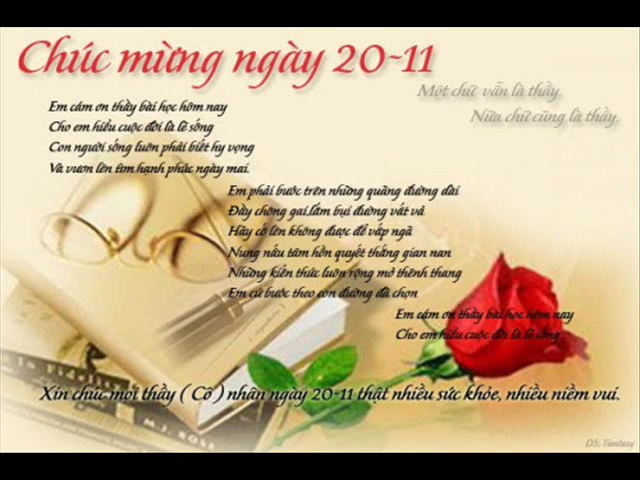 Chúc mừng ngày 20-11
Một chữ vẫn là thầy.
Nửa chữ cũng là thầy.
Em cám ơn thầy bài học hôm nay
Cho em hiểu cuộc đời là lẽ sống
Con người sống luôn phải biết hy vọng
Và vươn lên tìm hạnh phúc ngày mai.
Em phải bước trên những quãng đường dài
Đầy chông gai,lắm bụi đường vất vả
Hãy cố lên không được để vấp ngã
Nung nấu tâm hồn quyết thắng gian nan
Những kiến thức luôn rộng mở thênh thang
Em cứ bước theo con đường đã chọn
Em cám ơn thầy bài học hôm nay
Cho em hiểu cuộc đời là lẽ sống
Xin chúc mọi thầy ( Cô ) nhân ngày 20-11 thật nhiều sức khỏe, nhiều niềm vui.